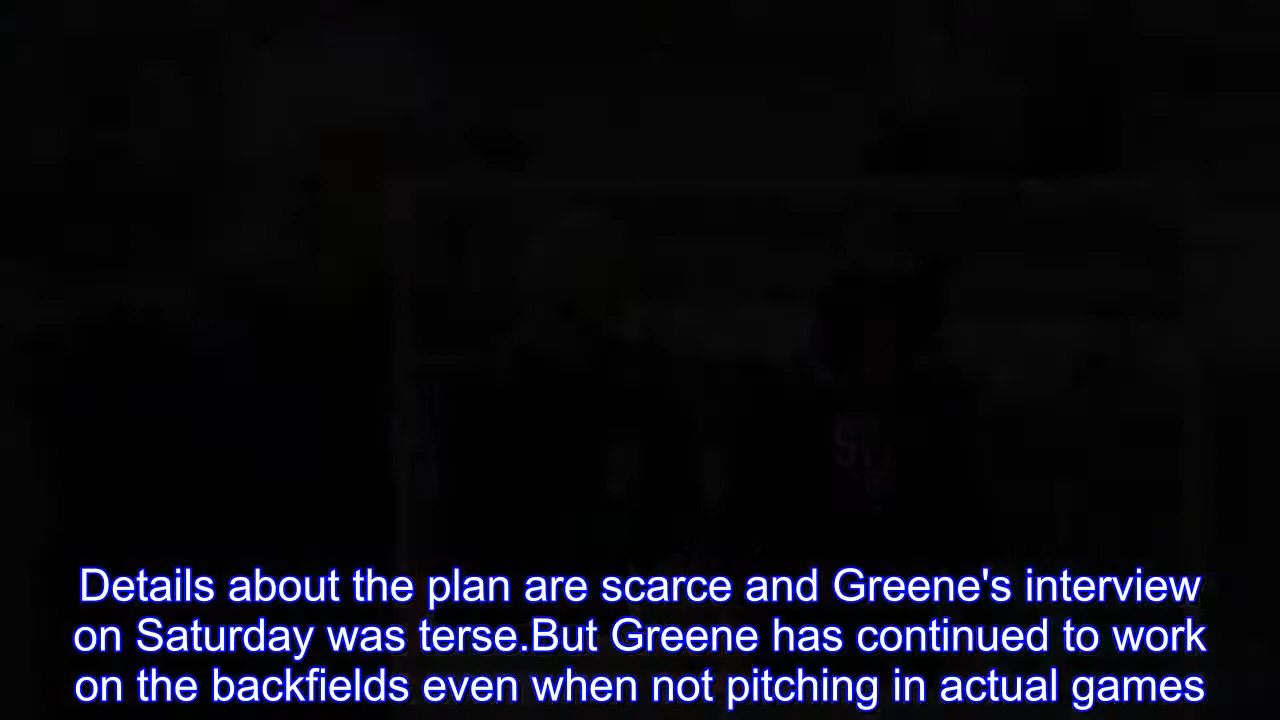 Details about the plan are scarce and Greene's interview
on Saturday was terse.But Greene has continued to work
on the backfields even when not pitching in actual games